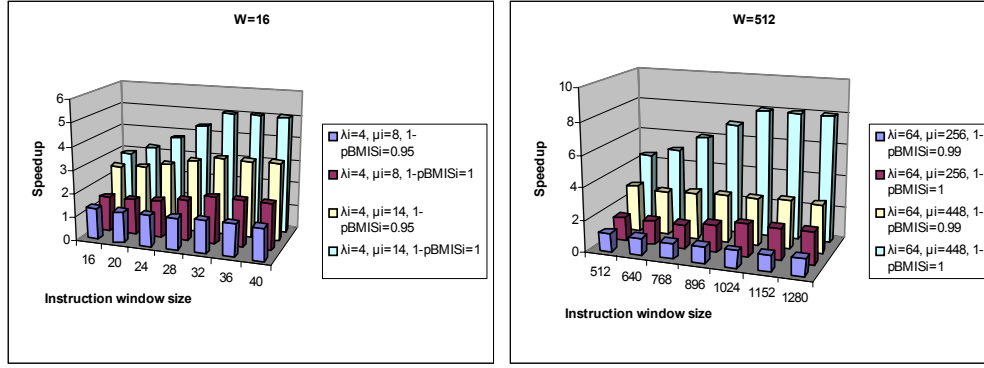 W=16
6
5
4
3
2
1
0
Speedup
16
20
24
28
32
36
40
Instruction window size
λi=4, μi=8, 1-
pBMISi=0.95
λi=4, μi=8, 1-pBMISi=1
λi=4, μi=14, 1-
pBMISi=0.95
λi=4, μi=14, 1-pBMISi=1
W=512
10
8
6
4
2
0
Speedup
512
640
768
896
1024
1152
1280
Instruction window size
λi=64, μi=256, 1-
pBMISi=0.99
λi=64, μi=256, 1-
pBMISi=1
λi=64, μi=448, 1-
pBMISi=0.99
λi=64, μi=448, 1-
pBMISi=1